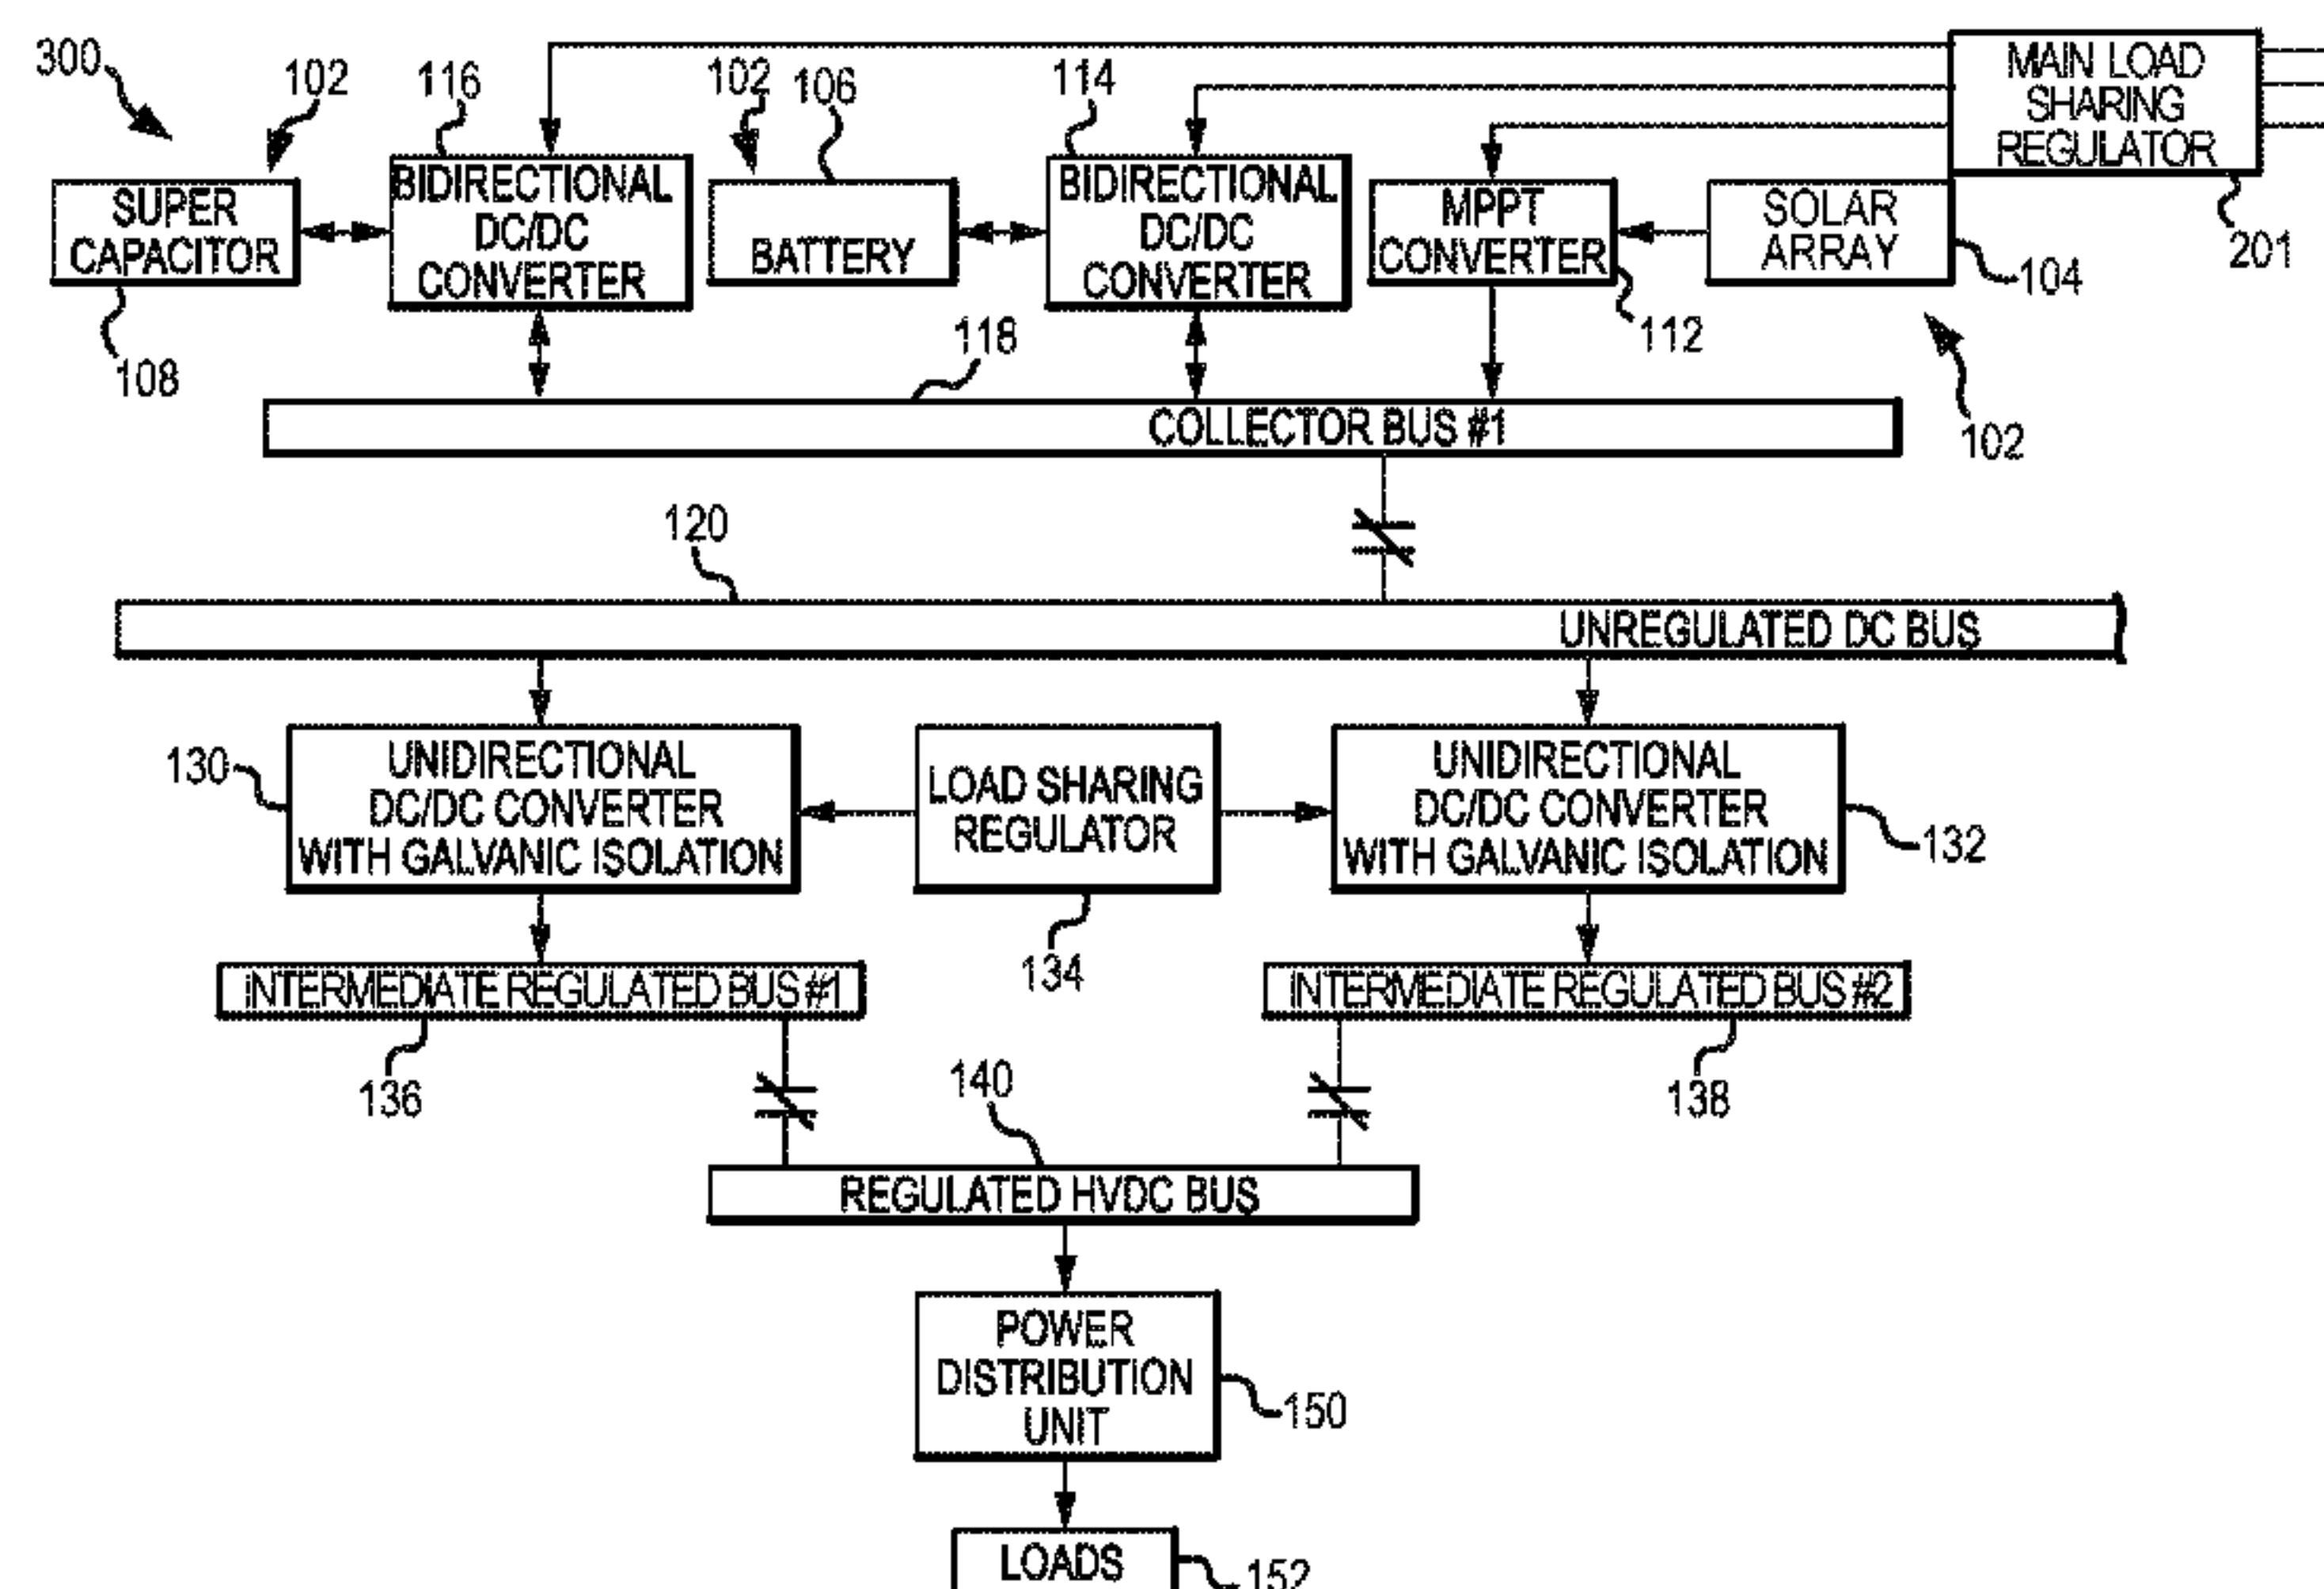 300
102
116
102
106
114
MAIN LOAD
SHARING
REGULATOR
201
SUPER
CAPACITOR
108
BIDIRECTIONAL
DC/DC
CONVERTER
BATTERY
BIDIRECTIONAL
DC/DC
CONVERTER
MPPT
CONVERTER
112
SOLAR
ARRAY
104
102
118
COLLECTOR BUS #1
120
UNREGULATED DC BUS
130
UNIDIRECTIONAL
DC/DC CONVERTER
WITH GALVANIC ISOLATION
LOAD SHARING
REGULATOR
134
UNIDIRECTIONAL
DC/DC CONVERTER
WITH GALVANIC ISOLATION
132
INTERMEDIATE REGULATED BUS #1
136
INTERMEDIATE REGULATED BUS #2
138
140
REGULATED HVDC BUS
POWER
DISTRIBUTION
UNIT
150
LOADS
152